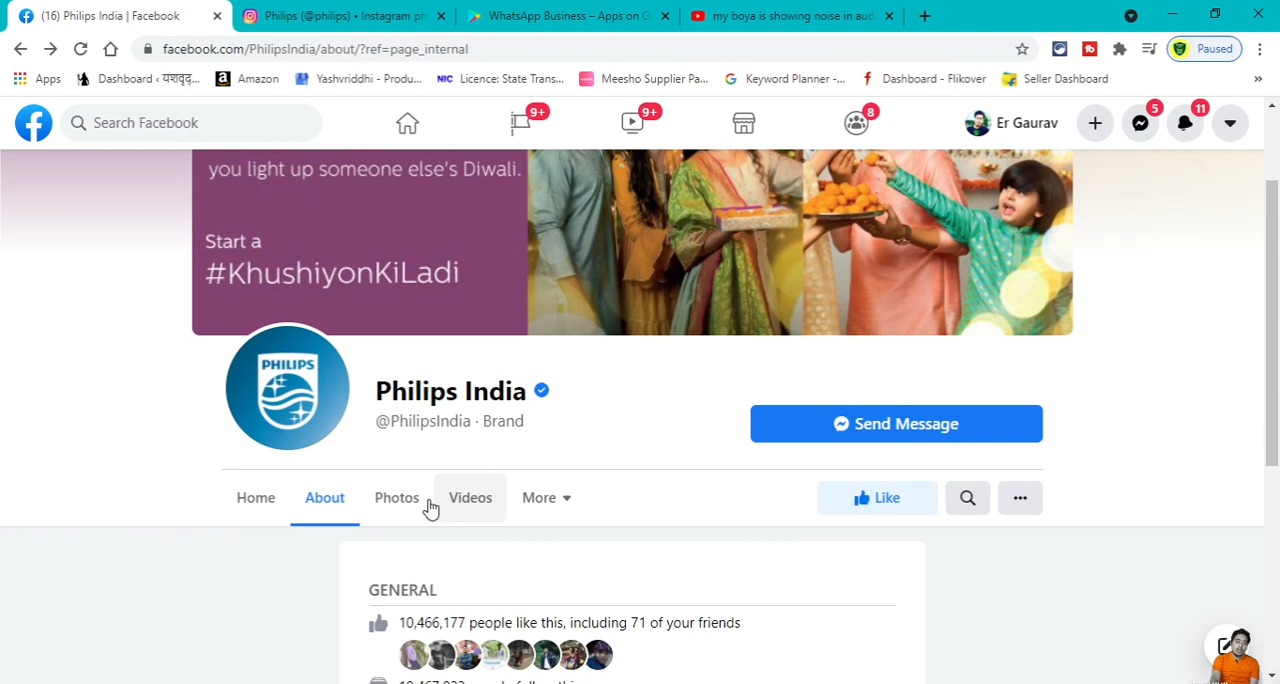 (16) Philips India | Facebook
Philips (@philips) • Instagram ph
WhatsApp Business – Apps on G
my boya is showing noise in aud
facebook.com/PhilipsIndia/about/?ref=page_internal
Paused
Apps
Dashboard ‹ यशवृद्...
Amazon
Yashvriddhi - Produ...
NIC Licence: State Trans...
Meesho Supplier Pa...
Keyword Planner -...
Dashboard - Flikover
Seller Dashboard
»
Search Facebook
9+
9+
8
Er Gaurav
5
11
you light up someone else's Diwali.
Start a
#KhushiyonKiLadi
PHILIPS
Philips India
@PhilipsIndia · Brand
Send Message
Home
About
Photos
Videos
More
Like
GENERAL
10,466,177 people like this, including 71 of your friends